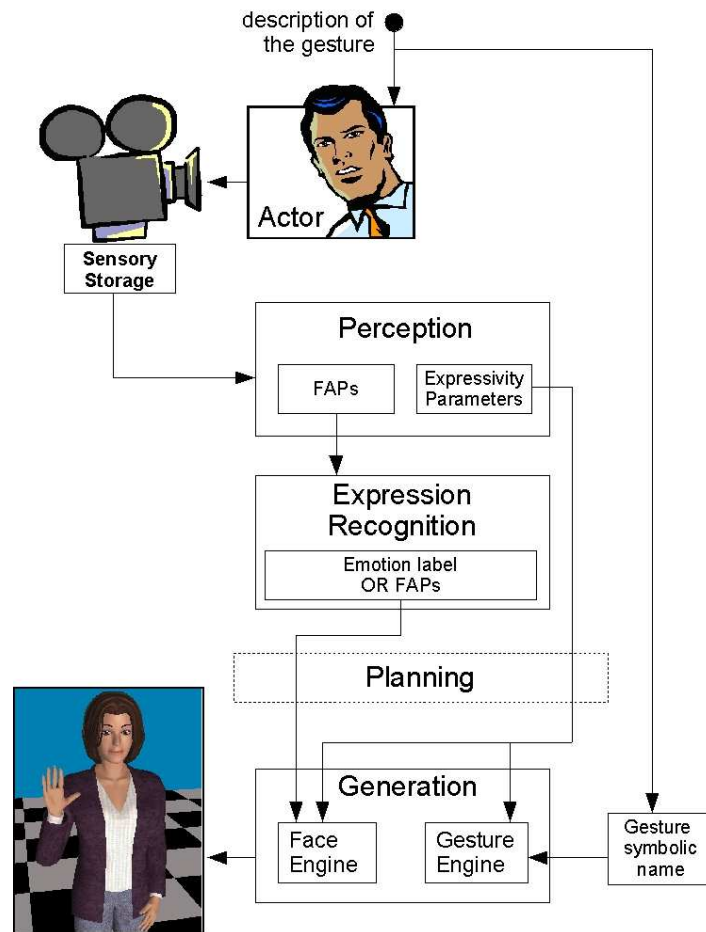 description of
the gesture
Actor
Sensory
Storage
Perception
FAPs
Expressivity
Parameters
Expression
Recognition
Emotion label
OR FAPs
Planning
Generation
Face
Engine
Gesture
Engine
Gesture
symbolic
name